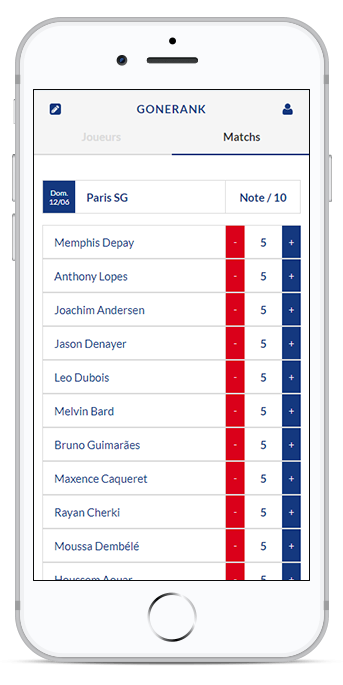 GONERANK
Joueurs Matchs
Dom. Paris SG Note / 10
12/06
Memphis Depay - 5 +
Anthony Lopes - 5 +
Joachim Andersen - 5 +
Jason Denayer - 5 +
Leo Dubois - 5 +
Melvin Bard - 5 +
Bruno Guimarães - 5 +
Maxence Caqueret - 5 +
Rayan Cherki - 5 +
Moussa Dembélé - 5 +
Houssem Aouar - 5 +